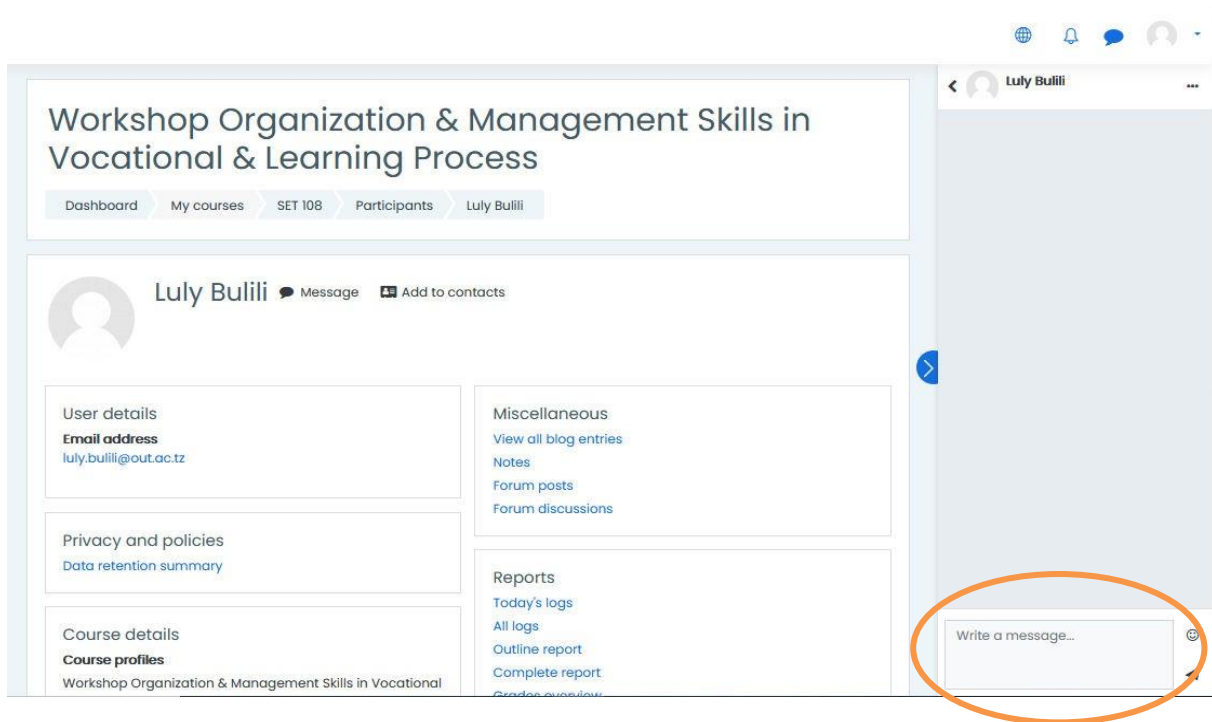 Luly Bulili
Workshop Organization & Management Skills in
Vocational & Learning Process
Dashboard My courses SET 108 Participants Luly Bulili
Luly Bulili Message Add to contacts
User details
Email address
luly.bulili@out.ac.tz
Privacy and policies
Data retention summary
Course details
Course profiles
Workshop Organization & Management Skills in Vocational
Miscellaneous
View all blog entries
Notes
Forum posts
Forum discussions
Reports
Today's logs
All logs
Outline report
Complete report
Grades overview
Write a message...